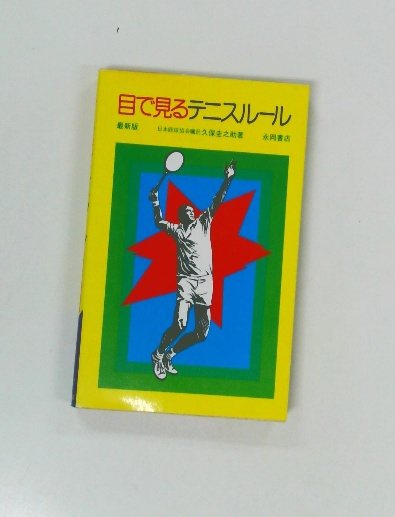 目で見るテニスルール
最新版 日本庭球協会編 久保圭之助著 永岡書店